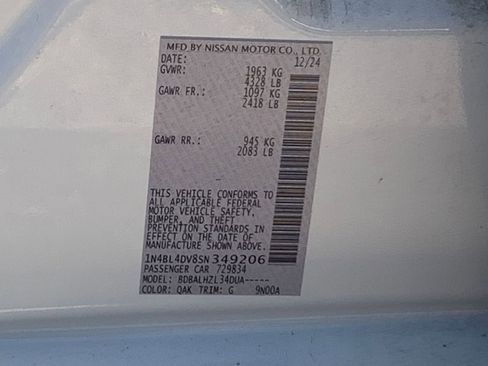 MFD BY NISSAN MOTOR CO., LTD.
DATE: 12/24
GVWR: 1963 KG
4328 LB
GAWR FR.: 1097 KG
2418 LB
GAWR RR.: 945 KG
2083 LB
THIS VEHICLE CONFORMS TO
ALL APPLICABLE FEDERAL
MOTOR VEHICLE SAFETY,
BUMPER, AND THEFT
PREVENTION STANDARDS IN
EFFECT ON THE DATE OF
MANUFACTURE SHOWN ABOVE.
1N4BL4DV8SN349206
PASSENGER CAR 729834
MODEL: BDBALHZL34DUA-----
COLOR: QAK TRIM: G 9N00A